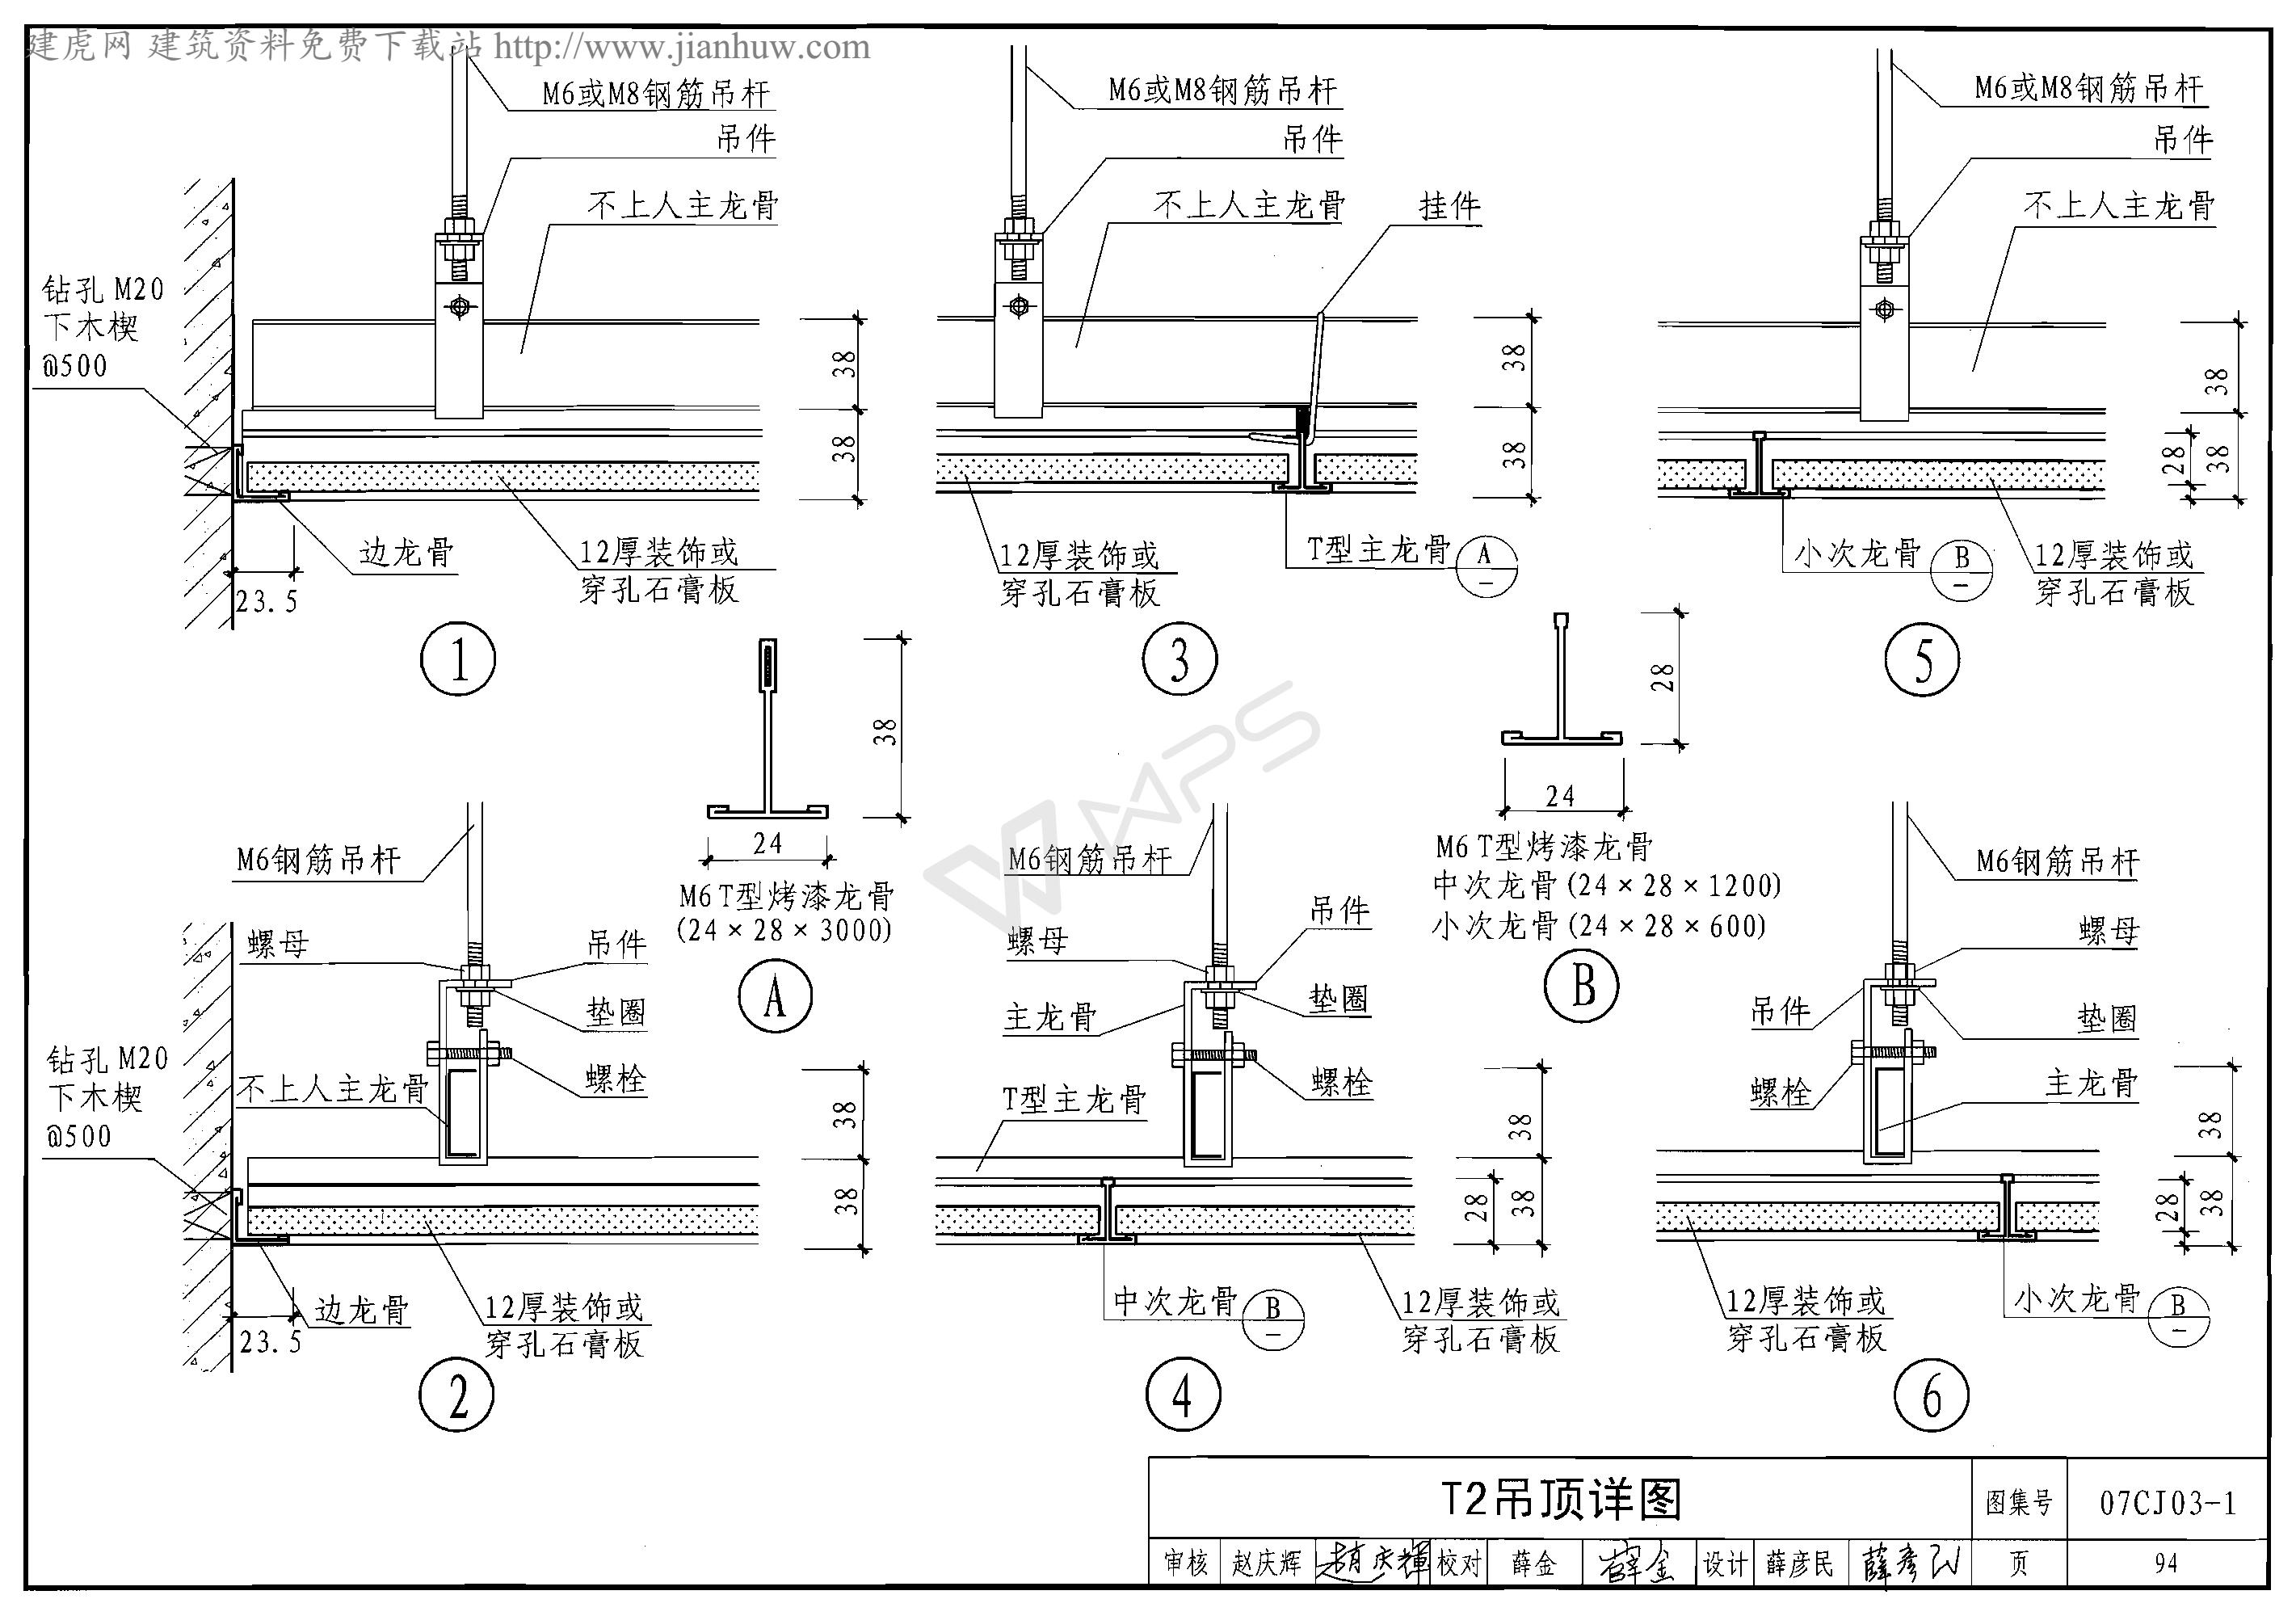 建虎网 建筑资料免费下载站 http://www.jianhuw.com
M6或M8钢筋吊杆
吊件
不上人主龙骨
钻孔 M20
下木楔
@500
38
38
边龙骨
12厚装饰或
穿孔石膏板
23.5
1
M6或M8钢筋吊杆
吊件
不上人主龙骨
挂件
38
38
12厚装饰或
穿孔石膏板
T型主龙骨
A
3
M6或M8钢筋吊杆
吊件
不上人主龙骨
38
28
38
小次龙骨
B
12厚装饰或
穿孔石膏板
5
38
24
M6 T型烤漆龙骨
(24×28×3000)
A
28
24
M6 T型烤漆龙骨
中次龙骨 (24×28×1200)
小次龙骨 (24×28×600)
B
WPS
M6钢筋吊杆
螺母
吊件
垫圈
钻孔 M20
下木楔
@500
不上人主龙骨
螺栓
38
38
边龙骨
12厚装饰或
穿孔石膏板
23.5
2
M6钢筋吊杆
吊件
螺母
主龙骨
垫圈
螺栓
T型主龙骨
38
28
38
中次龙骨
B
12厚装饰或
穿孔石膏板
4
M6钢筋吊杆
螺母
吊件
垫圈
螺栓
主龙骨
38
28
38
12厚装饰或
穿孔石膏板
小次龙骨
B
6
T2吊顶详图
图集号
07CJ03-1
审核 赵庆辉 趙庆輝 校对 薛金 薛金 设计 薛彦民 薛彦民 页 94